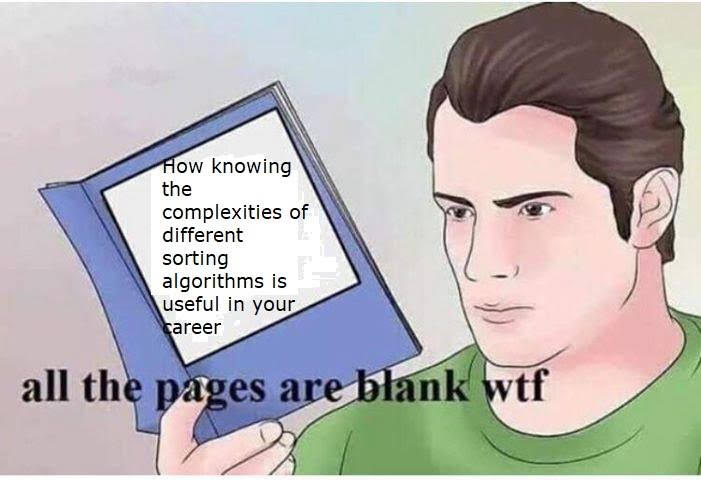 How knowing
the
complexities of
different
sorting
algorithms is
useful in your
career
all the pages are blank wtf